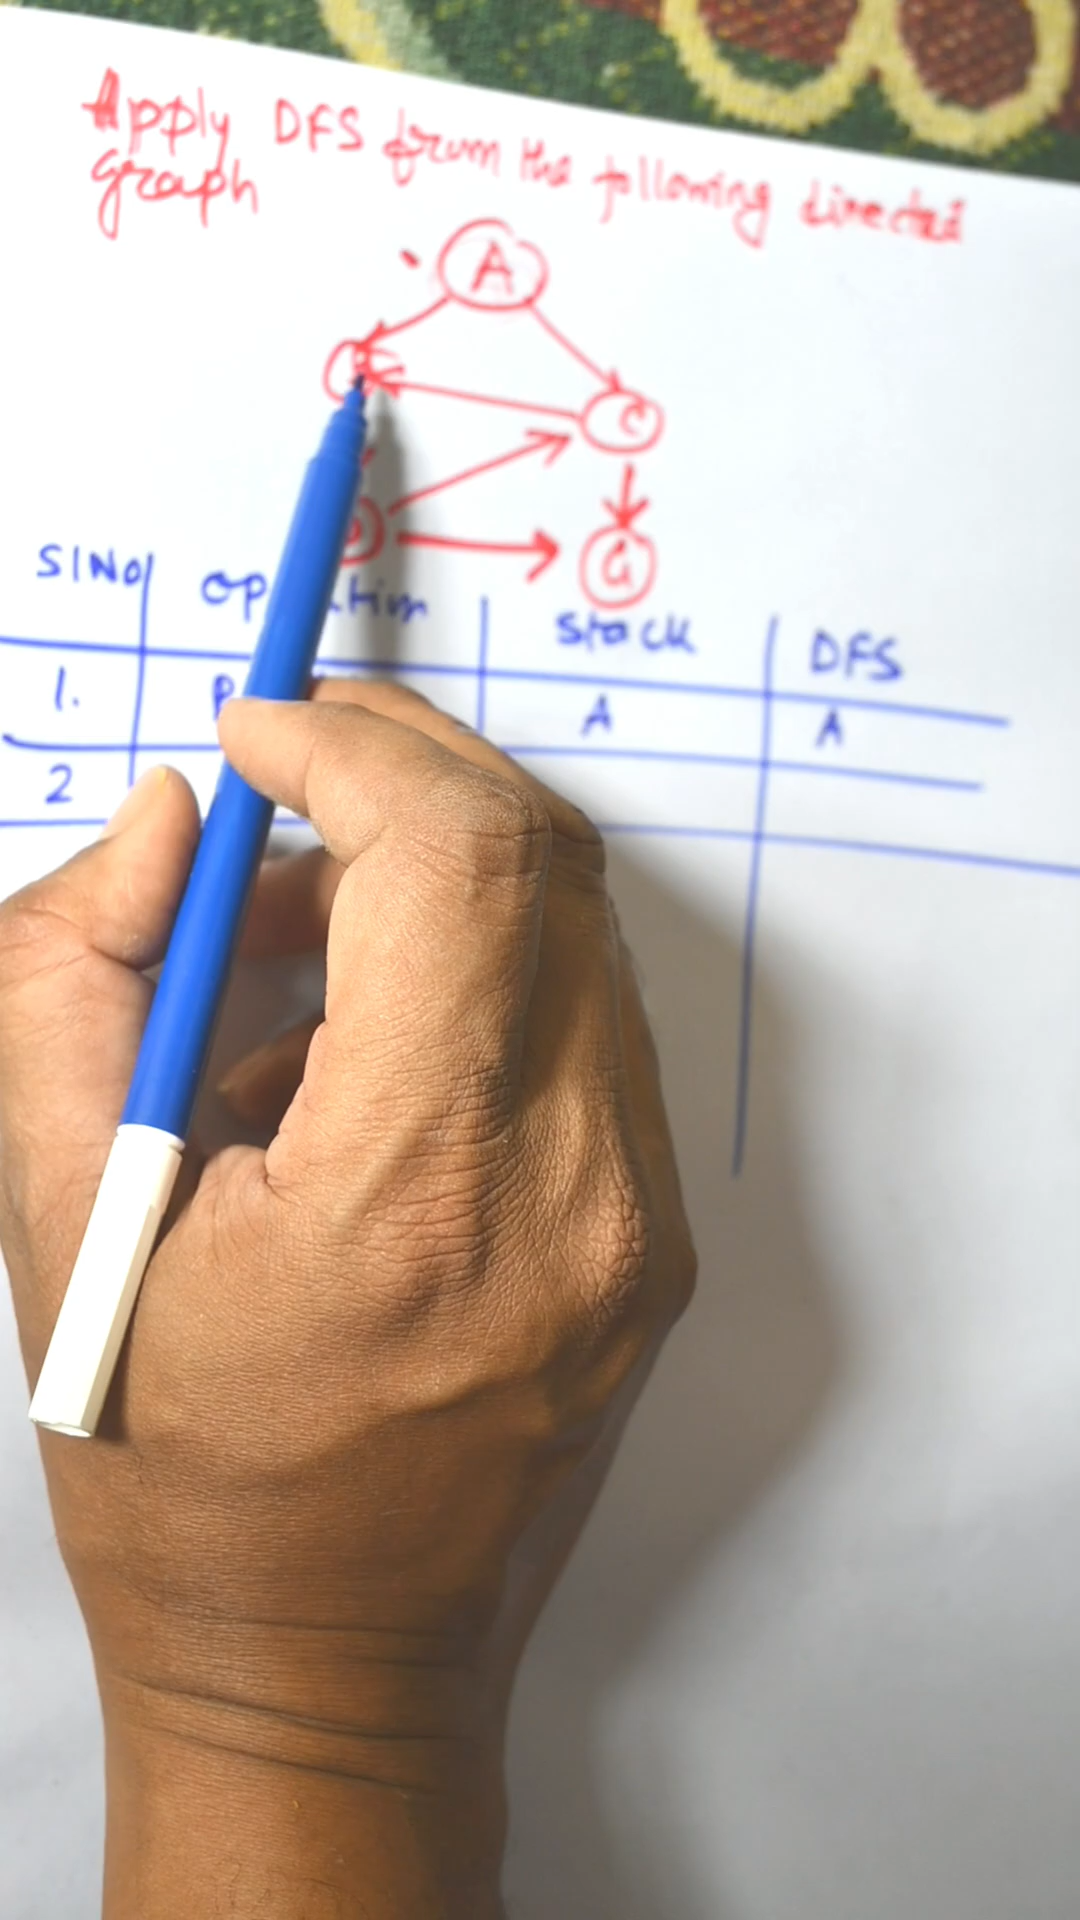 Apply DFS from the following directed
graph
A
C
G
SlNo Stack DFS
1. A A
2